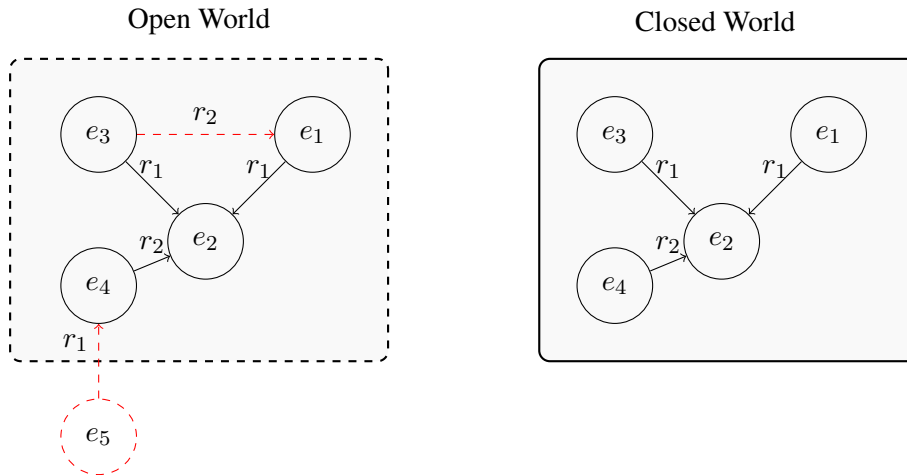 Open World
e₃
r₂
e₁
r₁
r₁
e₂
r₂
e₄
r₁
e₅
Closed World
e₃
e₁
r₁
r₁
e₂
r₂
e₄